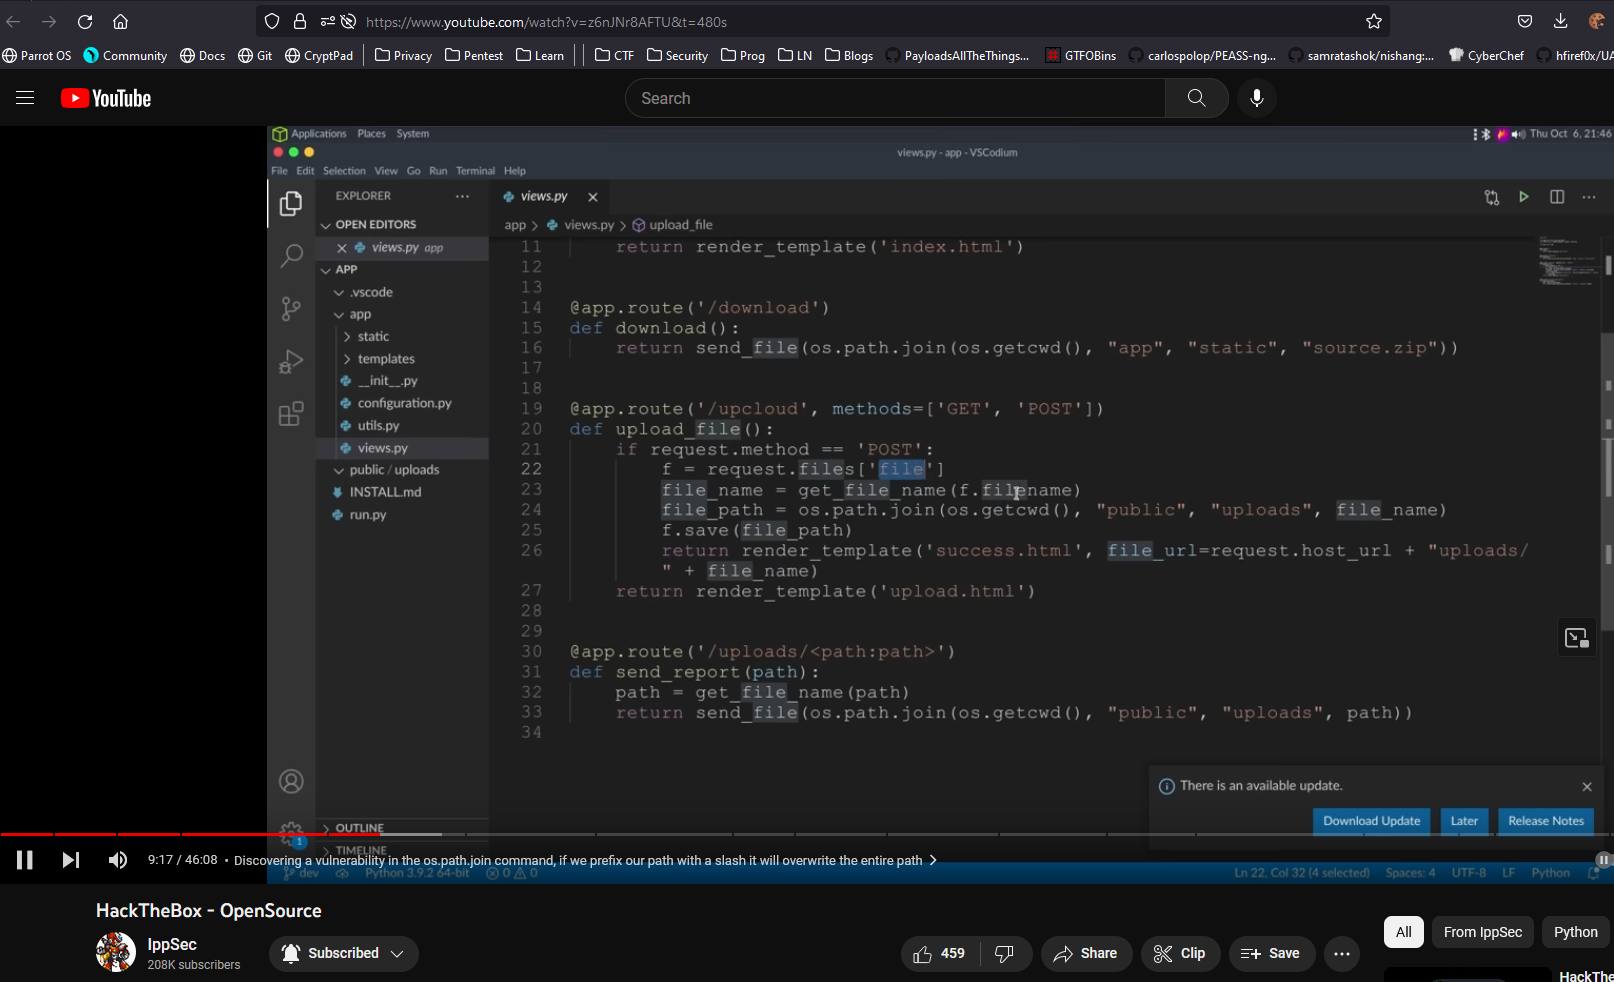 https://www.youtube.com/watch?v=z6nJNr8AFTU&t=480s
Parrot OS Community Docs Git CryptPad Privacy Pentest Learn CTF Security Prog LN Blogs PayloadsAllTheThings... GTFOBins carlospolop/PEASS-ng... samratashok/nishang:... CyberChef hfiref0x/UA
YouTube
Search
Applications Places System
Thu Oct 6, 21:46
views.py - app - VSCodium
File Edit Selection View Go Run Terminal Help
EXPLORER ...
views.py
OPEN EDITORS
views.py app
APP
.vscode
app
static
templates
__init__.py
configuration.py
utils.py
views.py
public / uploads
INSTALL.md
run.py
OUTLINE
TIMELINE
app > views.py > upload_file
11 return render_template('index.html')
12
13
14 @app.route('/download')
15 def download():
16 return send_file(os.path.join(os.getcwd(), "app", "static", "source.zip"))
17
18
19 @app.route('/upcloud', methods=['GET', 'POST'])
20 def upload_file():
21 if request.method == 'POST':
22 f = request.files['file']
23 file_name = get_file_name(f.filename)
24 file_path = os.path.join(os.getcwd(), "public", "uploads", file_name)
25 f.save(file_path)
26 return render_template('success.html', file_url=request.host_url + "uploads/
" + file_name)
27 return render_template('upload.html')
28
29
30 @app.route('/uploads/<path:path>')
31 def send_report(path):
32 path = get_file_name(path)
33 return send_file(os.path.join(os.getcwd(), "public", "uploads", path))
34
There is an available update.
Download Update Later Release Notes
1
9:17 / 46:08 • Discovering a vulnerability in the os.path.join command, if we prefix our path with a slash it will overwrite the entire path >
dev Python 3.9.2 64-bit 0 0 Ln 22, Col 32 (4 selected) Spaces: 4 UTF-8 LF Python
HackTheBox - OpenSource
IppSec
208K subscribers
Subscribed
459 Share Clip Save ...
All From IppSec Python
HackThe